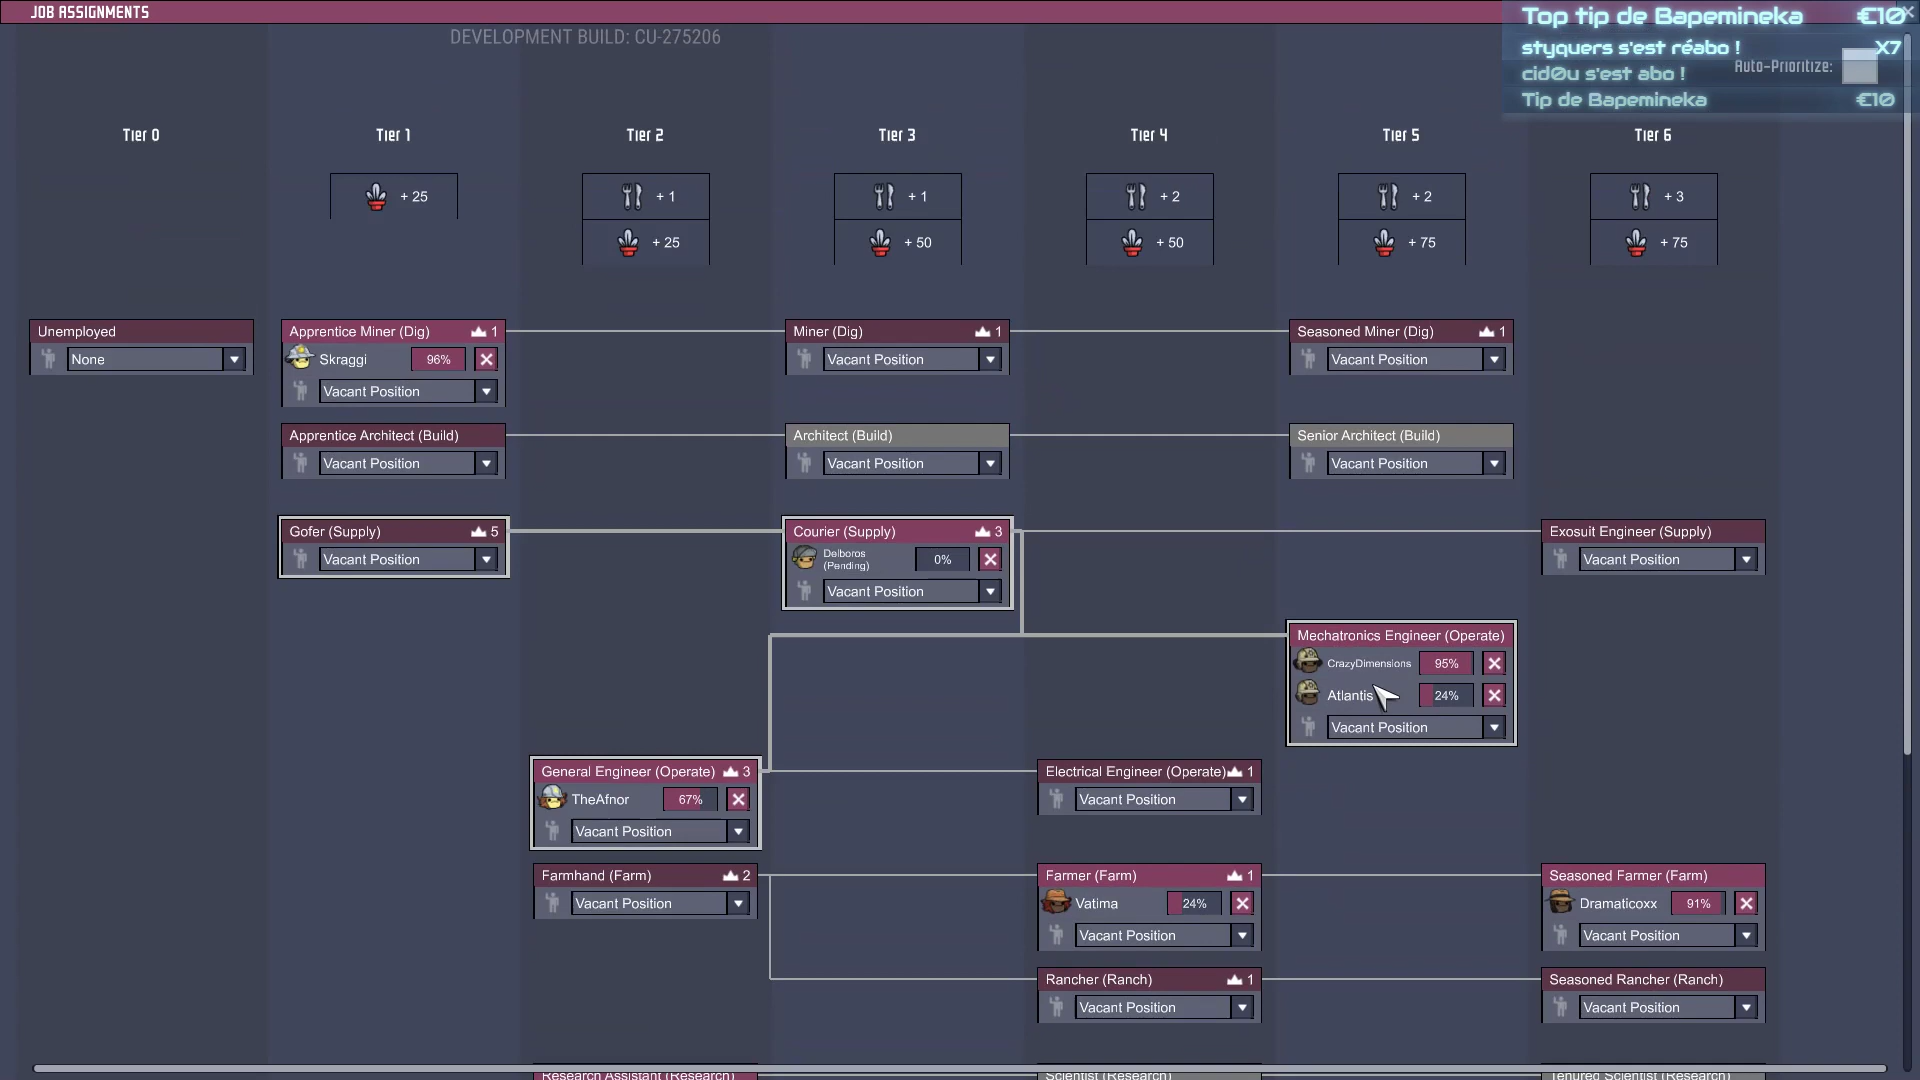 JOB ASSIGNMENTS
DEVELOPMENT BUILD: CU-275206
Top tip de Bapemineka €10
styquers s'est réabo ! X7
cid0u s'est abo !
Auto-Prioritize:
Tip de Bapemineka €10
Tier 0 Tier 1 Tier 2 Tier 3 Tier 4 Tier 5 Tier 6
+ 25 + 1 + 1 + 2 + 2 + 3
+ 25 + 50 + 50 + 75 + 75
Unemployed
None
Apprentice Miner (Dig) 1
Skraggi 96%
Vacant Position
Miner (Dig) 1
Vacant Position
Seasoned Miner (Dig) 1
Vacant Position
Apprentice Architect (Build)
Vacant Position
Architect (Build)
Vacant Position
Senior Architect (Build)
Vacant Position
Gofer (Supply) 5
Vacant Position
Courier (Supply) 3
Delboros
(Pending) 0%
Vacant Position
Exosuit Engineer (Supply)
Vacant Position
Mechatronics Engineer (Operate)
CrazyDimensions 95%
Atlantis 24%
Vacant Position
General Engineer (Operate) 3
TheAfnor 67%
Vacant Position
Electrical Engineer (Operate) 1
Vacant Position
Farmhand (Farm) 2
Vacant Position
Farmer (Farm) 1
Vatima 24%
Vacant Position
Seasoned Farmer (Farm)
Dramaticoxx 91%
Vacant Position
Rancher (Ranch) 1
Vacant Position
Seasoned Rancher (Ranch)
Vacant Position
Research Assistant (Research)
Scientist (Research)
Tenured Scientist (Research)